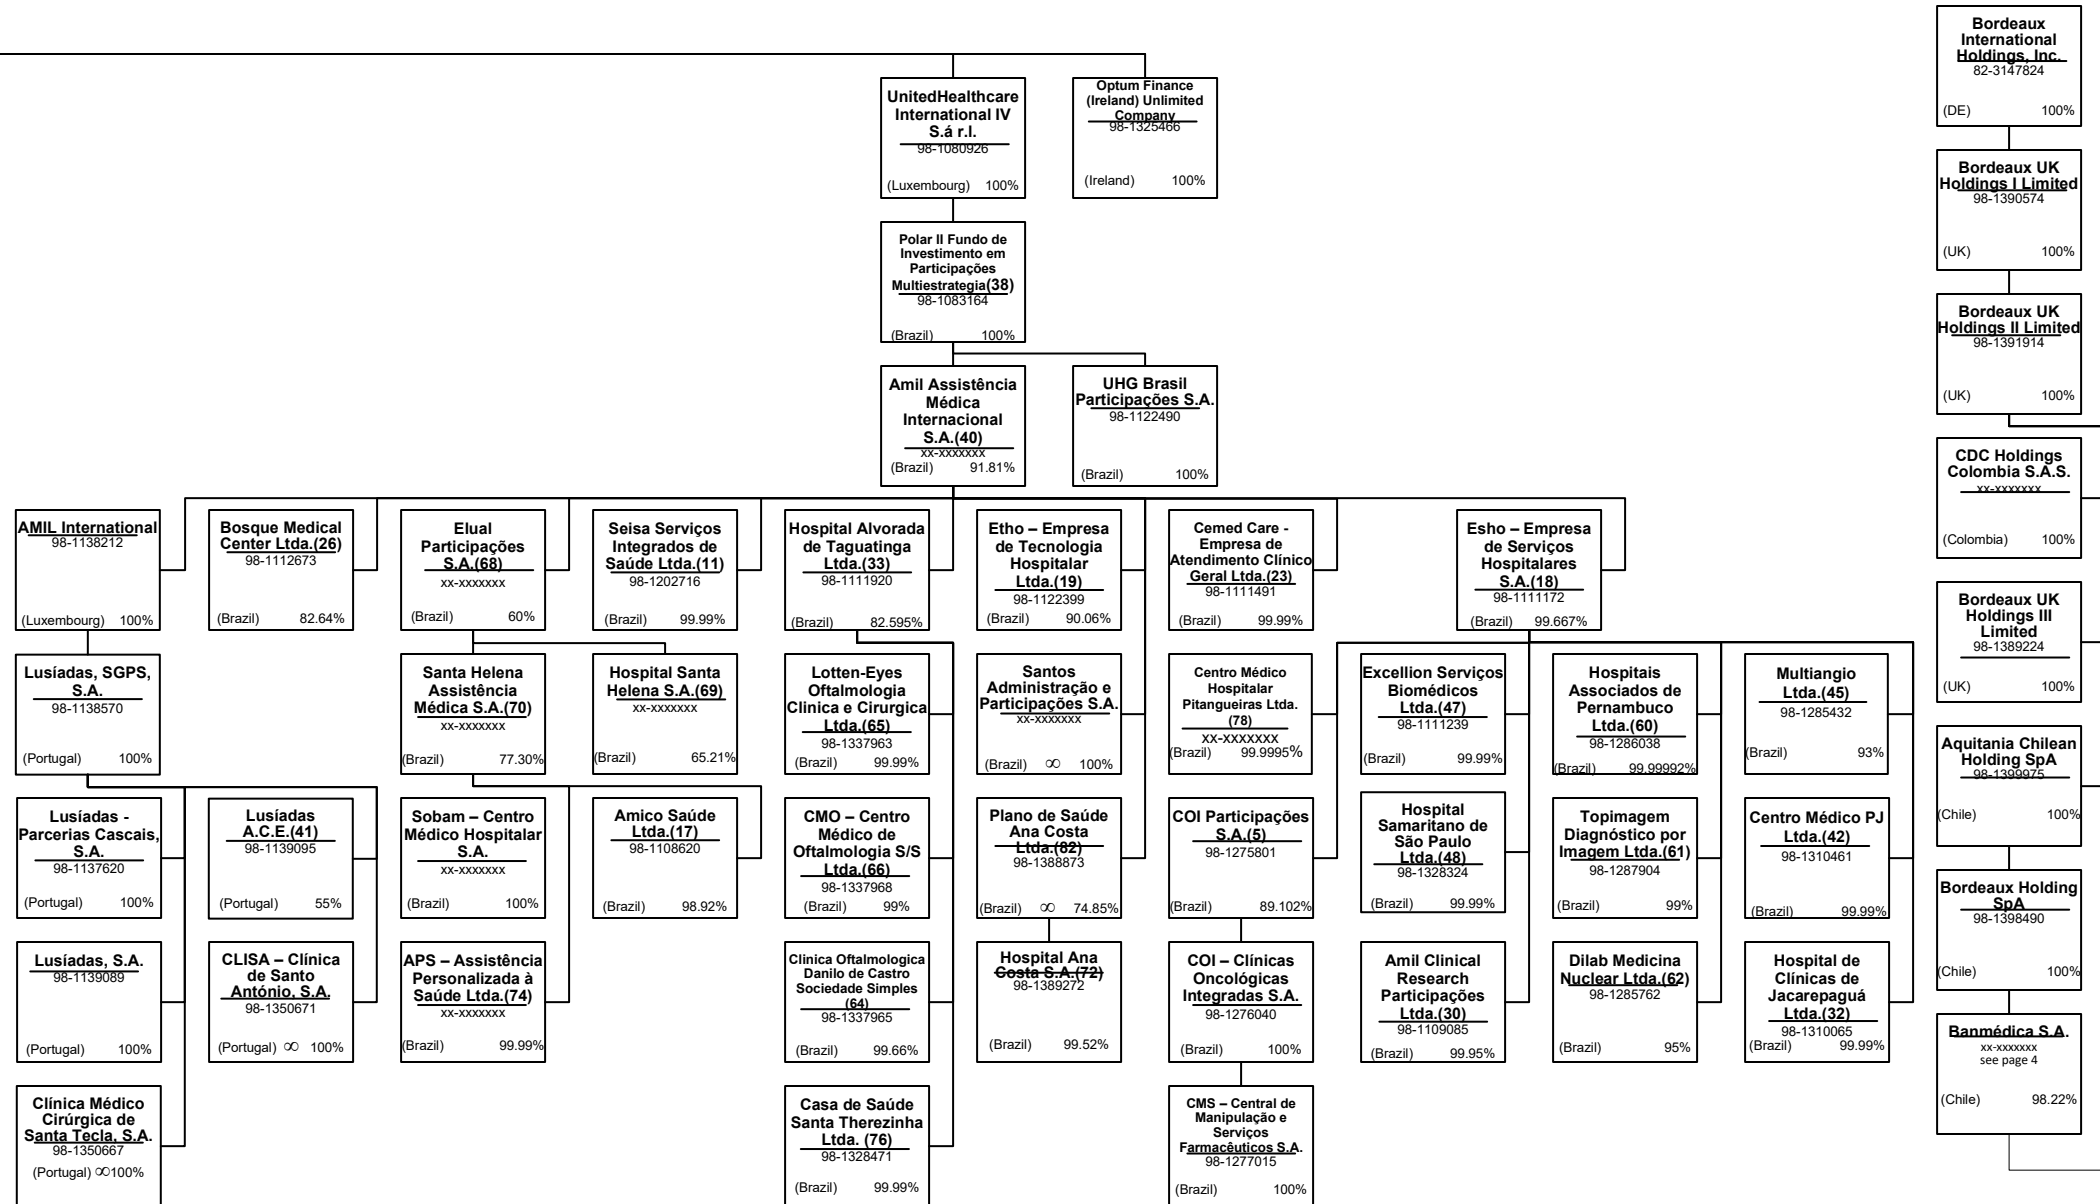 UnitedHealthcare
International IV
S.á r.l.
98-1080926
(Luxembourg) 100%
Optum Finance
(Ireland) Unlimited
Company
98-1325466
(Ireland) 100%
Polar II Fundo de
Investimento em
Participações
Multiestrategia(38)
98-1083164
(Brazil) 100%
Amil Assistência
Médica
Internacional
S.A.(40)
xx-xxxxxxx
(Brazil) 91.81%
UHG Brasil
Participações S.A.
98-1122490
(Brazil) 100%
AMIL International
98-1138212
(Luxembourg) 100%
Bosque Medical
Center Ltda.(26)
98-1112673
(Brazil) 82.64%
Elual
Participações
S.A.(68)
xx-xxxxxxx
(Brazil) 60%
Seisa Serviços
Integrados de
Saúde Ltda.(11)
98-1202716
(Brazil) 99.99%
Hospital Alvorada
de Taguatinga
Ltda.(33)
98-1111920
(Brazil) 82.595%
Etho – Empresa
de Tecnologia
Hospitalar
Ltda.(19)
98-1122399
(Brazil) 90.06%
Cemed Care -
Empresa de
Atendimento Clínico
Geral Ltda.(23)
98-1111491
(Brazil) 99.99%
Esho – Empresa
de Serviços
Hospitalares
S.A.(18)
98-1111172
(Brazil) 99.667%
Lusíadas, SGPS,
S.A.
98-1138570
(Portugal) 100%
Santa Helena
Assistência
Médica S.A.(70)
xx-xxxxxxx
(Brazil) 77.30%
Hospital Santa
Helena S.A.(69)
xx-xxxxxxx
(Brazil) 65.21%
Lotten-Eyes
Oftalmologia
Clinica e Cirurgica
Ltda.(65)
98-1337963
(Brazil) 99.99%
Santos
Administração e
Participações S.A.
xx-xxxxxxx
(Brazil) ∞ 100%
Centro Médico
Hospitalar
Pitangueiras Ltda.
(78)
xx-xxxxxxx
(Brazil) 99.9995%
Excellion Serviços
Biomédicos
Ltda.(47)
98-1111239
(Brazil) 99.99%
Hospitais
Associados de
Pernambuco
Ltda.(60)
98-1286038
(Brazil) 99.99992%
Multiangio
Ltda.(45)
98-1285432
(Brazil) 93%
Lusíadas -
Parcerias Cascais,
S.A.
98-1137620
(Portugal) 100%
Lusíadas
A.C.E.(41)
98-1139095
(Portugal) 55%
Sobam – Centro
Médico Hospitalar
S.A.
xx-xxxxxxx
(Brazil) 100%
Amico Saúde
Ltda.(17)
98-1108620
(Brazil) 98.92%
CMO – Centro
Médico de
Oftalmologia S/S
Ltda.(66)
98-1337968
(Brazil) 99%
Plano de Saúde
Ana Costa
Ltda.(82)
98-1388873
(Brazil) ∞ 74.85%
COI Participações
S.A.(5)
98-1275801
(Brazil) 89.102%
Hospital
Samaritano de
São Paulo
Ltda.(48)
98-1328324
(Brazil) 99.99%
Topimagem
Diagnóstico por
Imagem Ltda.(61)
98-1287904
(Brazil) 99%
Centro Médico PJ
Ltda.(42)
98-1310461
(Brazil) 99.99%
Lusíadas, S.A.
98-1139089
(Portugal) 100%
CLISA – Clínica
de Santo
António, S.A.
98-1350671
(Portugal) ∞ 100%
APS – Assistência
Personalizada à
Saúde Ltda.(74)
xx-xxxxxxx
(Brazil) 99.99%
Clinica Oftalmologica
Danilo de Castro
Sociedade Simples
(64)
98-1337965
(Brazil) 99.66%
Hospital Ana
Costa S.A.(72)
98-1389272
(Brazil) 99.52%
COI – Clínicas
Oncológicas
Integradas S.A.
98-1276040
(Brazil) 100%
Amil Clinical
Research
Participações
Ltda.(30)
98-1109085
(Brazil) 99.95%
Dilab Medicina
Nuclear Ltda.(62)
98-1285762
(Brazil) 95%
Hospital de
Clínicas de
Jacarepaguá
Ltda.(32)
98-1310065
(Brazil) 99.99%
Clínica Médico
Cirúrgica de
Santa Tecla, S.A.
98-1350667
(Portugal) ∞100%
Casa de Saúde
Santa Therezinha
Ltda. (76)
98-1328471
(Brazil) 99.99%
CMS – Central de
Manipulação e
Serviços
Farmacêuticos S.A.
98-1277015
(Brazil) 100%
Bordeaux
International
Holdings, Inc.
82-3147824
(DE) 100%
Bordeaux UK
Holdings I Limited
98-1390574
(UK) 100%
Bordeaux UK
Holdings II Limited
98-1391914
(UK) 100%
CDC Holdings
Colombia S.A.S.
xx-xxxxxxx
(Colombia) 100%
Bordeaux UK
Holdings III
Limited
98-1389224
(UK) 100%
Aquitania Chilean
Holding SpA
98-1399975
(Chile) 100%
Bordeaux Holding
SpA
98-1398490
(Chile) 100%
Banmédica S.A.
xx-xxxxxxx
see page 4
(Chile) 98.22%